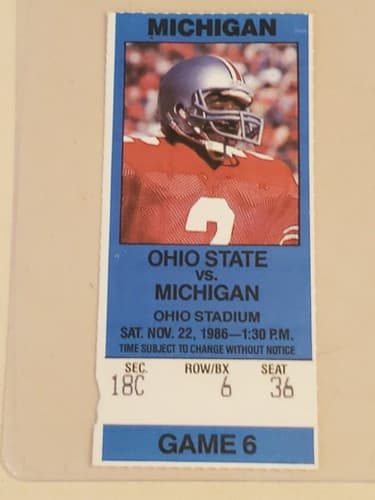 MICHIGAN
2
OHIO STATE
VS.
MICHIGAN
OHIO STADIUM
SAT. NOV. 22, 1986—1:30 P.M.
TIME SUBJECT TO CHANGE WITHOUT NOTICE
SEC. ROW/BX SEAT
18C 6 36
GAME 6